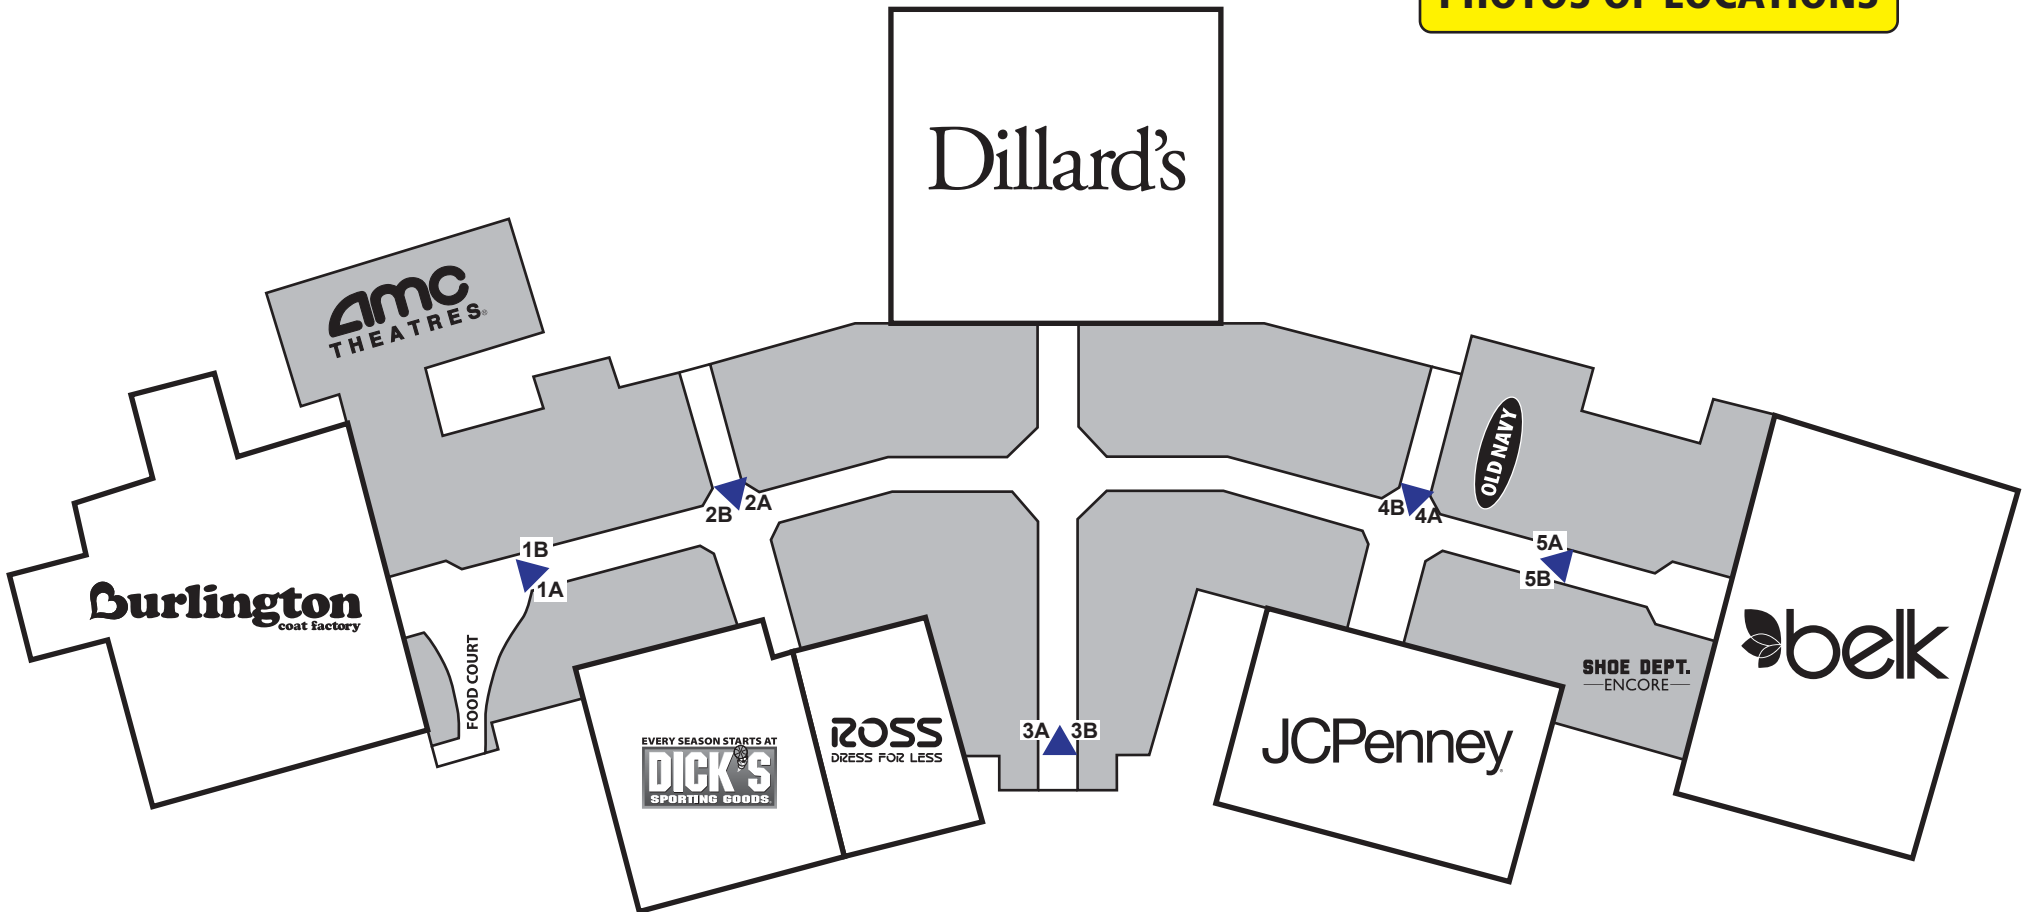 PHOTOS OF LOCATIONS
Dillard's
amc
THEATRES®
OLD NAVY
2A
2B
4B
4A
1B
1A
5A
5B
Burlington
coat factory
FOOD COURT
belk
SHOE DEPT.
ENCORE
EVERY SEASON STARTS AT
DICK'S
SPORTING GOODS
ROSS
DRESS FOR LESS
3A
3B
JCPenney